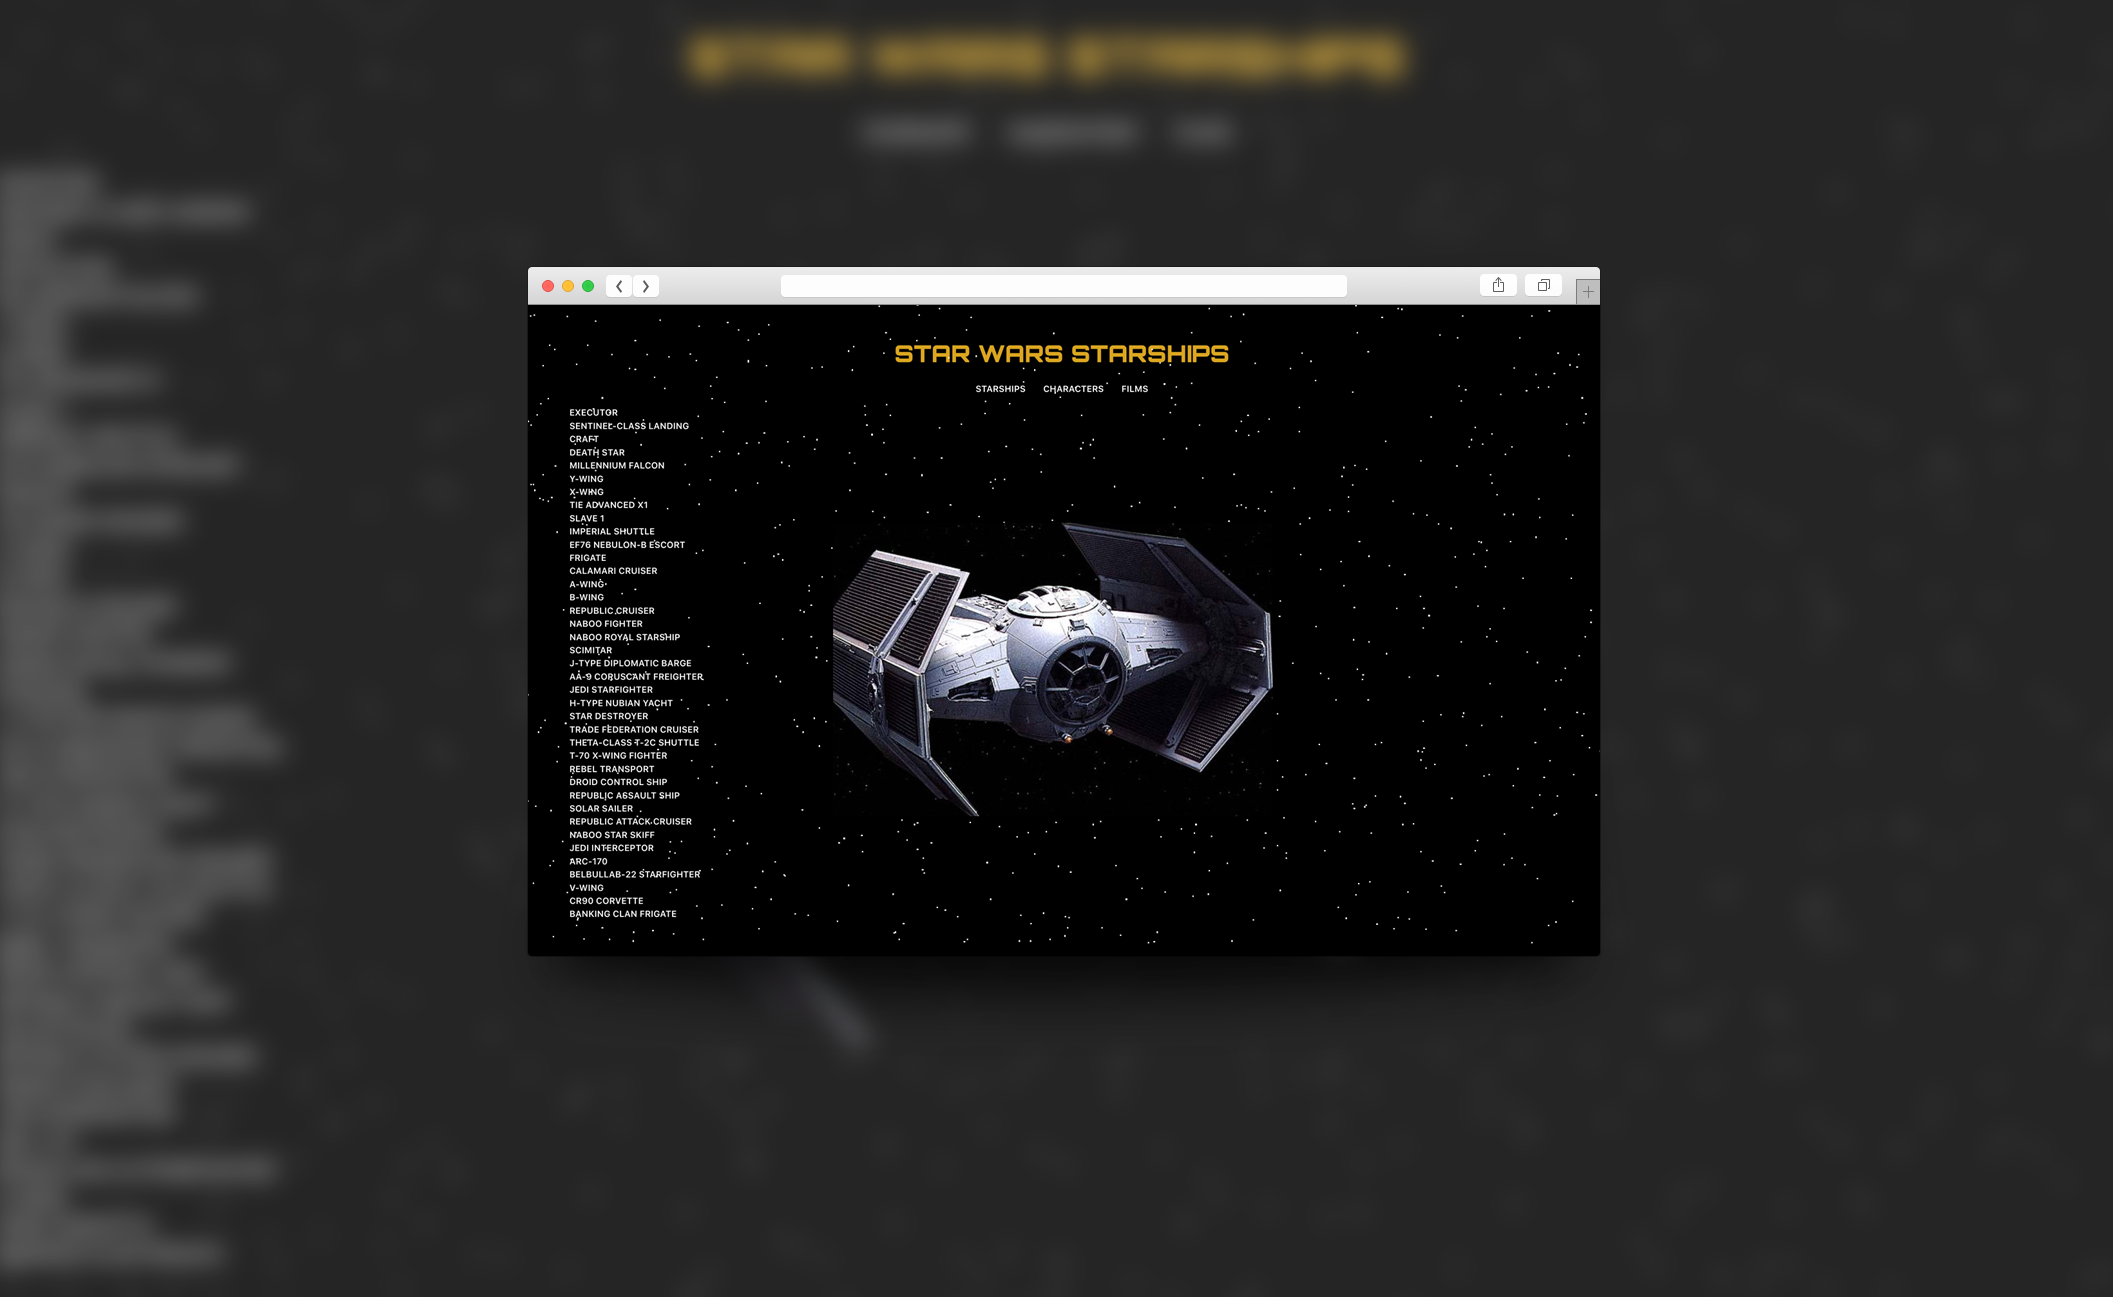 STAR WARS STARSHIPS
STARSHIPS CHARACTERS FILMS
EXECUTOR
SENTINEL-CLASS LANDING
CRAFT
DEATH STAR
MILLENNIUM FALCON
Y-WING
X-WING
TIE ADVANCED X1
SLAVE 1
IMPERIAL SHUTTLE
EF76 NEBULON-B ESCORT
FRIGATE
CALAMARI CRUISER
A-WING
B-WING
REPUBLIC CRUISER
NABOO FIGHTER
NABOO ROYAL STARSHIP
SCIMITAR
J-TYPE DIPLOMATIC BARGE
AA-9 CORUSCANT FREIGHTER
JEDI STARFIGHTER
H-TYPE NUBIAN YACHT
STAR DESTROYER
TRADE FEDERATION CRUISER
THETA-CLASS T-2C SHUTTLE
T-70 X-WING FIGHTER
REBEL TRANSPORT
DROID CONTROL SHIP
REPUBLIC ASSAULT SHIP
SOLAR SAILER
REPUBLIC ATTACK CRUISER
NABOO STAR SKIFF
JEDI INTERCEPTOR
ARC-170
BELBULLAB-22 STARFIGHTER
V-WING
CR90 CORVETTE
BANKING CLAN FRIGATE